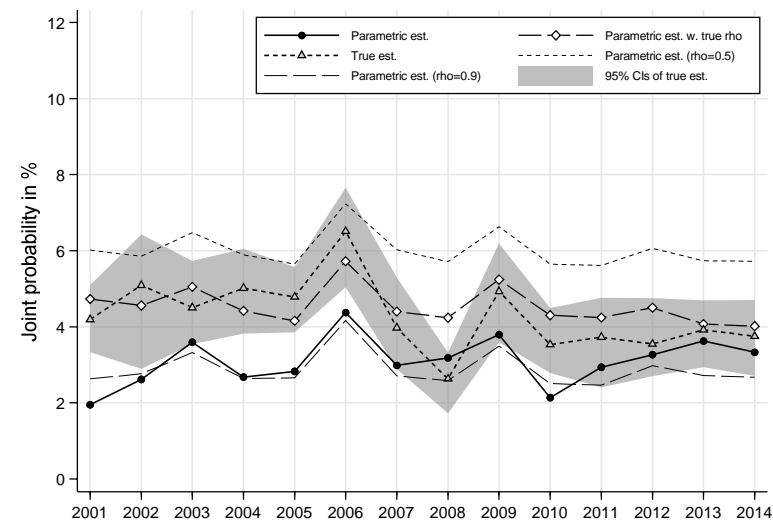 Parametric est.
Parametric est. w. true rho
True est.
Parametric est. (rho=0.5)
Parametric est. (rho=0.9)
95% CIs of true est.
Joint probability in %
12
10
8
6
4
2
0
2001 2002 2003 2004 2005 2006 2007 2008 2009 2010 2011 2012 2013 2014